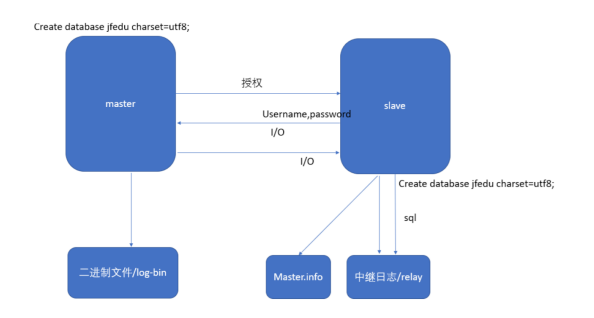 Create database jfedu charset=utf8;
master
授权
slave
Username,password
I/O
I/O
Create database jfedu charset=utf8;
sql
二进制文件/log-bin
Master.info
中继日志/relay